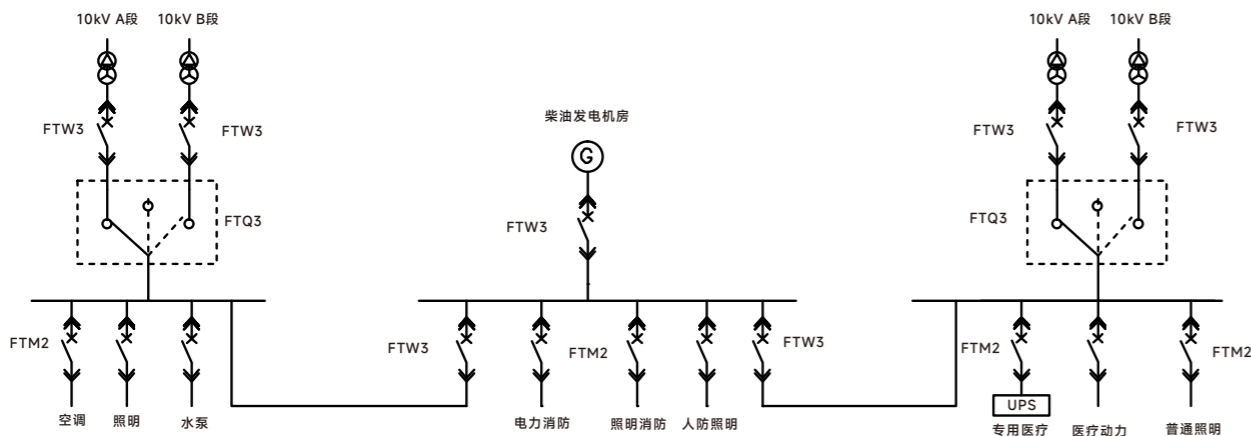 10kV A段
10kV B段
10kV A段
10kV B段
柴油发电机房
G
FTW3
FTW3
FTW3
FTW3
FTQ3
FTW3
FTQ3
FTM2
FTW3
FTM2
FTW3
FTM2
FTM2
UPS
空调
照明
水泵
电力消防
照明消防
人防照明
专用医疗
医疗动力
普通照明